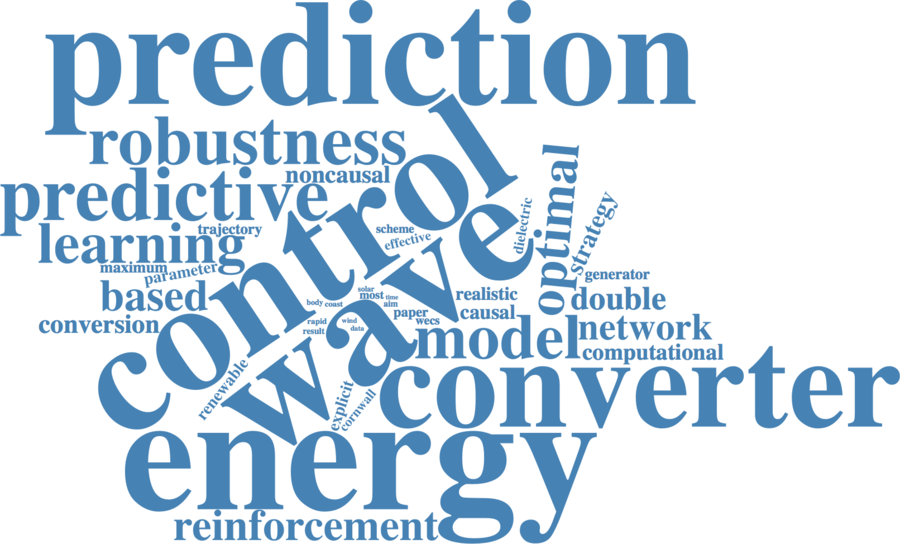 prediction
robustness
control
noncausal
predictive
wave
optimal
strategy
dielectric
trajectory
learning
scheme
effective
maximum
parameter
generator
based
solar
most
time
realistic
double
body
coast
aim
causal
conversion
rapid
wind
paper
wecs
network
result
data
model
computational
renewable
converter
explicit
cornwall
energy
reinforcement